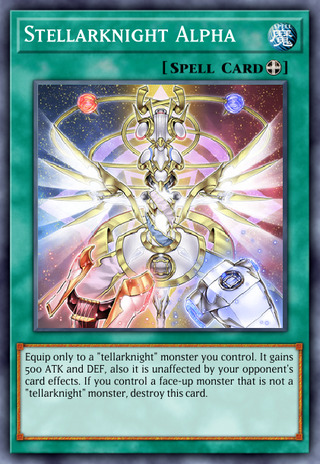 Stellarknight Alpha
[Spell Card]
Equip only to a "tellarknight" monster you control. It gains
500 ATK and DEF, also it is unaffected by your opponent's
card effects. If you control a face-up monster that is not a
"tellarknight" monster, destroy this card.